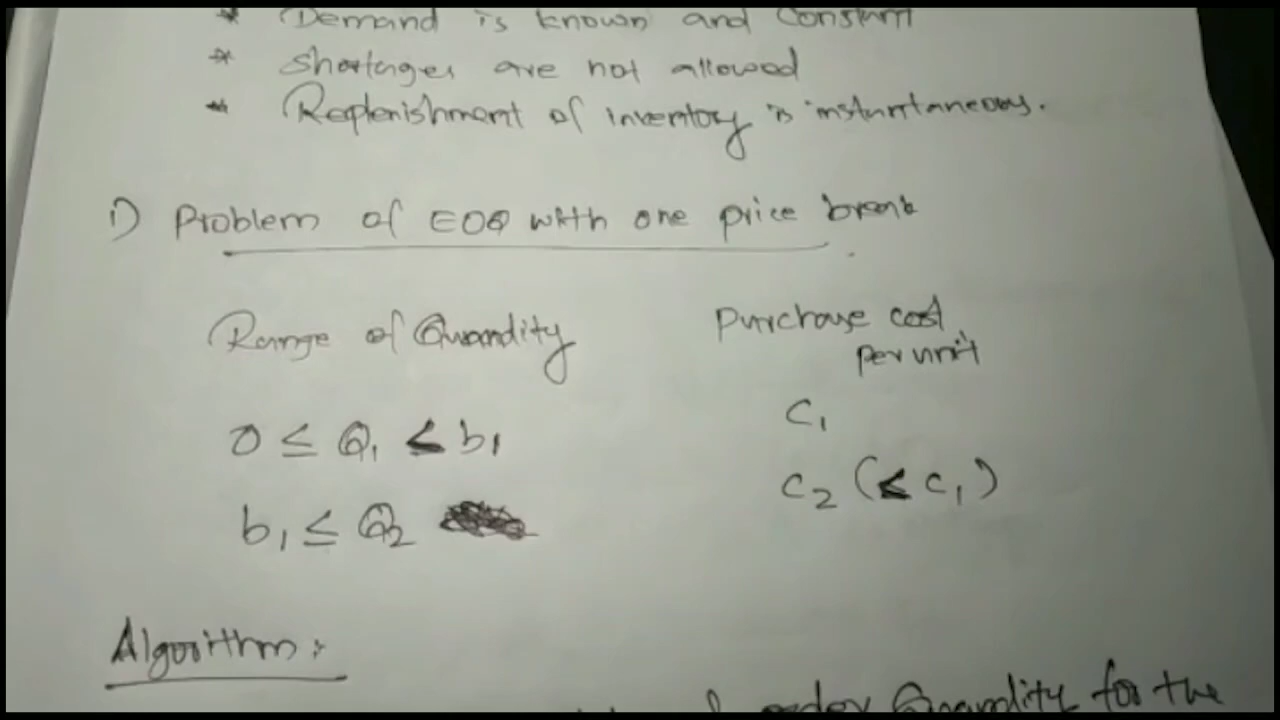 * Demand is known and constant
* Shortages are not allowed
* Replenishment of inventory is instantaneous.
1) Problem of EOQ with one price break
Range of Quandity Purchase cost per unit
0 ≤ Q₁ < b₁ C₁
b₁ ≤ Q₂ C₂ (< C₁)
Algorithm:
order Quandity for the